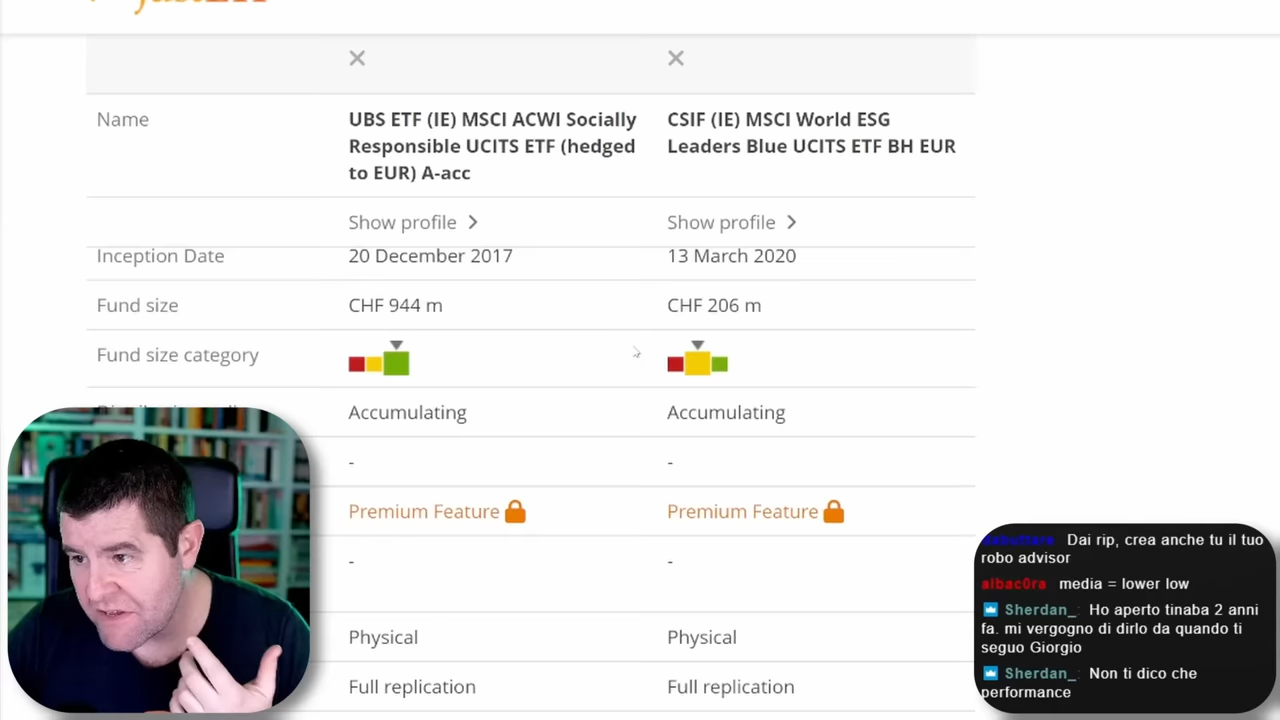 Name
UBS ETF (IE) MSCI ACWI Socially
Responsible UCITS ETF (hedged
to EUR) A-acc
CSIF (IE) MSCI World ESG
Leaders Blue UCITS ETF BH EUR
Show profile
Show profile
Inception Date
20 December 2017
13 March 2020
Fund size
CHF 944 m
CHF 206 m
Fund size category
Accumulating
Accumulating
-
-
Premium Feature
Premium Feature
-
-
Physical
Physical
Full replication
Full replication
Dai rip, crea anche tu il tuo
robo advisor
albac0ra media = lower low
Sherdan_: Ho aperto tinaba 2 anni
fa. mi vergogno di dirlo da quando ti
seguo Giorgio
Sherdan_: Non ti dico che
performance